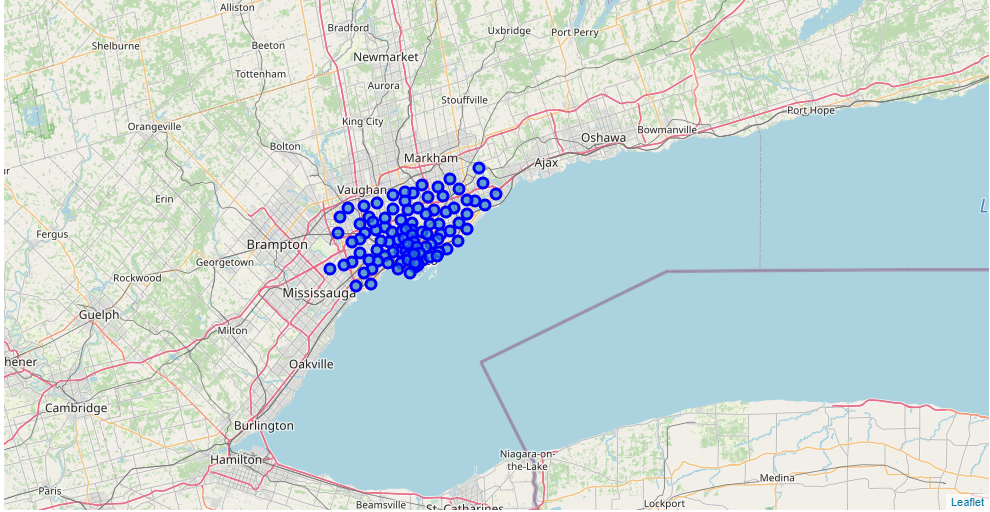 Alliston
Bradford
Uxbridge
Port Perry
Shelburne
Beeton
Newmarket
Tottenham
Aurora
Stouffville
Port Hope
King City
Orangeville
Bowmanville
Oshawa
Bolton
Markham
Ajax
Vaughan
Erin
L
Fergus
Brampton
Georgetown
Rockwood
Mississauga
Guelph
Milton
hener
Oakville
Cambridge
Burlington
Niagara-on-
the-Lake
Hamilton
Medina
Paris
Beamsville
St. Catharines
Lockport
Leaflet